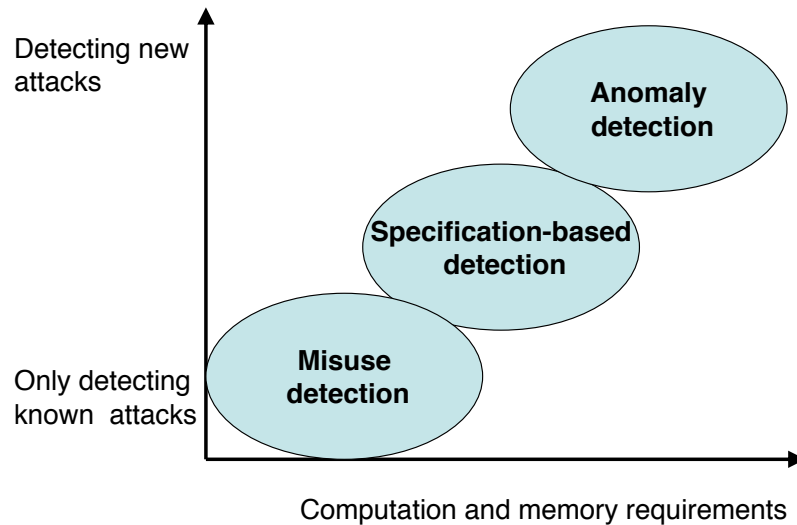 Detecting new
attacks
Anomaly
detection
Specification-based
detection
Misuse
detection
Only detecting
known attacks
Computation and memory requirements